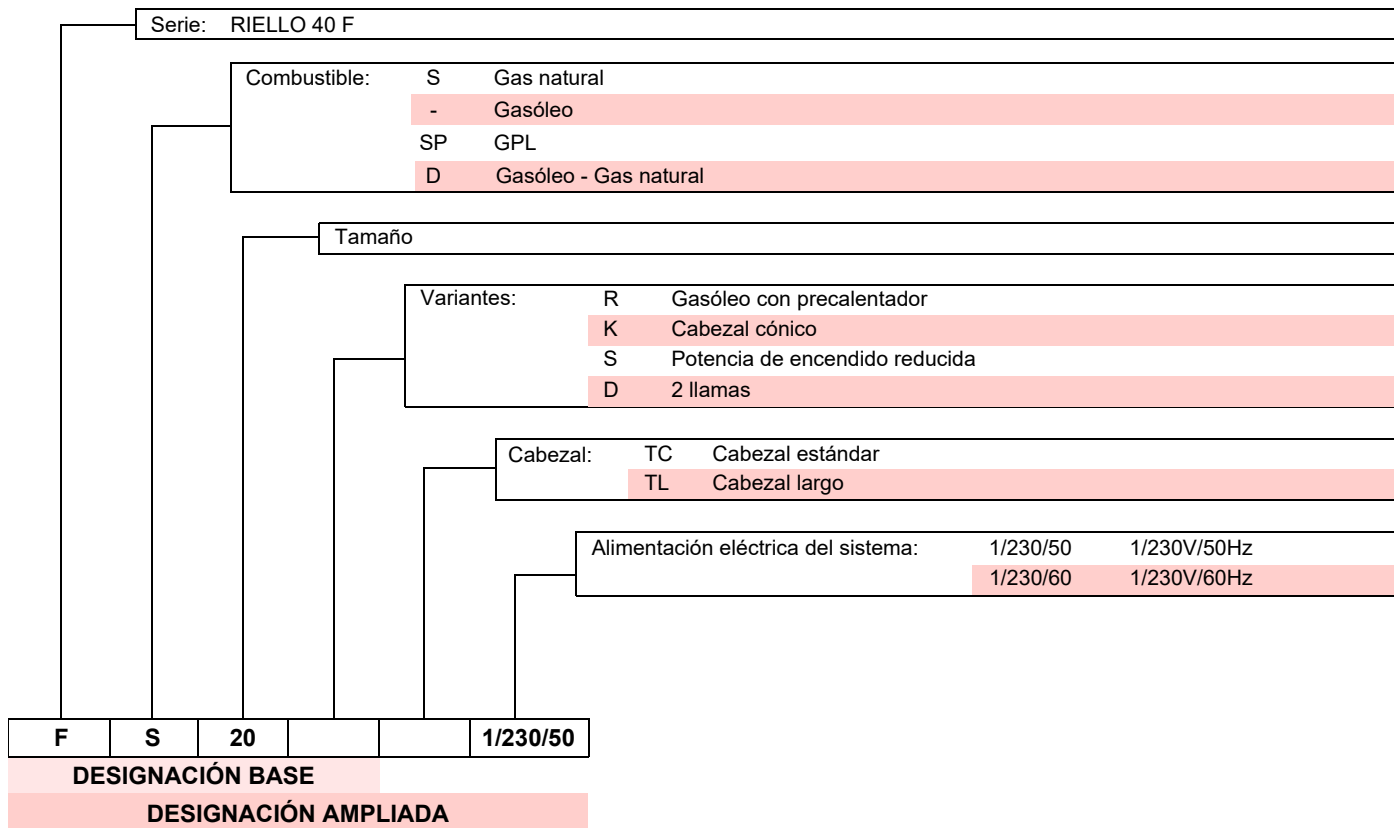 Serie: RIELLO 40 F
Combustible: S Gas natural
- Gasóleo
SP GPL
D Gasóleo - Gas natural
Tamaño
Variantes: R Gasóleo con precalentador
K Cabezal cónico
S Potencia de encendido reducida
D 2 llamas
Cabezal: TC Cabezal estándar
TL Cabezal largo
Alimentación eléctrica del sistema: 1/230/50 1/230V/50Hz
1/230/60 1/230V/60Hz
F S 20 1/230/50
DESIGNACIÓN BASE
DESIGNACIÓN AMPLIADA